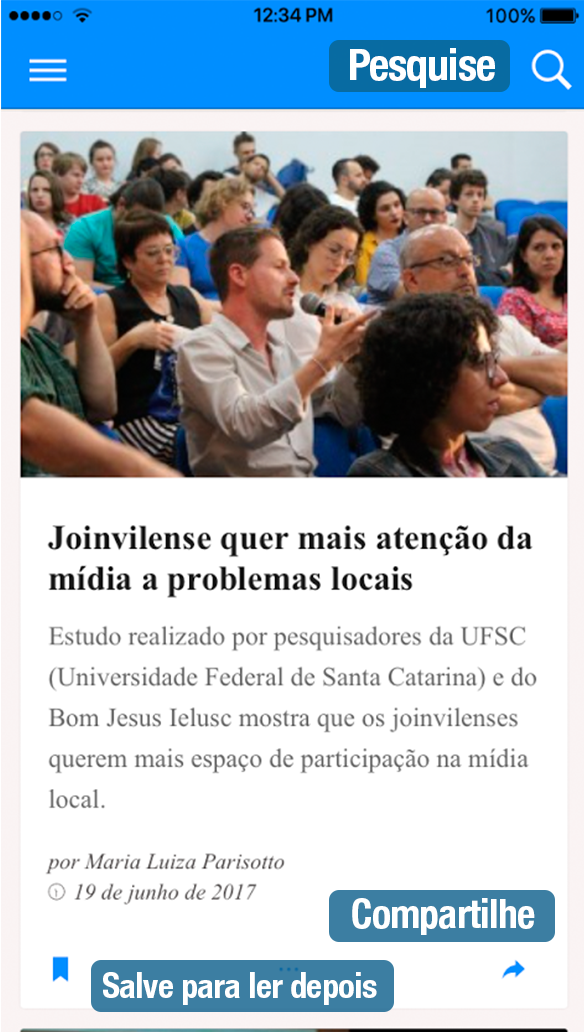 12:34 PM
100%
Pesquise
Joinvilense quer mais atenção da
mídia a problemas locais
Estudo realizado por pesquisadores da UFSC
(Universidade Federal de Santa Catarina) e do
Bom Jesus Ielusc mostra que os joinvilenses
querem mais espaço de participação na mídia
local.
por Maria Luiza Parisotto
19 de junho de 2017
Compartilhe
Salve para ler depois